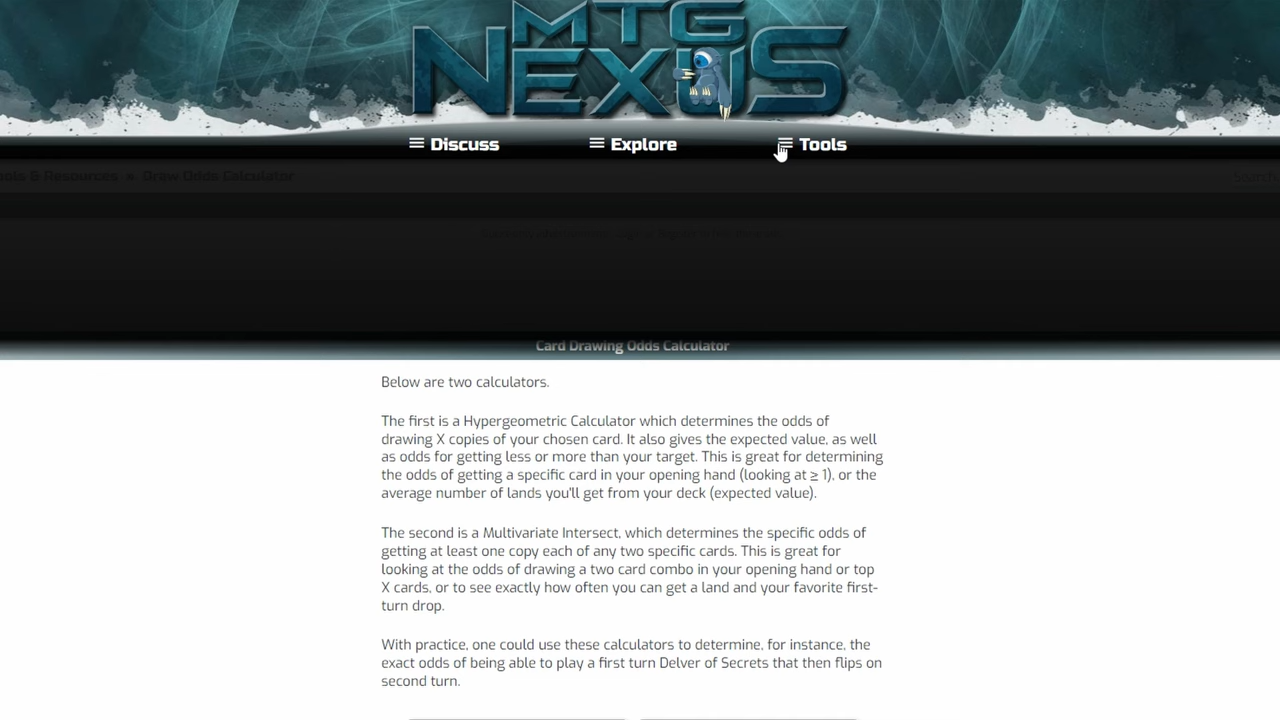 MTG
NEXUS
Discuss
Explore
Tools
ools & Resources » Draw Odds Calculator
Search
Card Drawing Odds Calculator
Below are two calculators.
The first is a Hypergeometric Calculator which determines the odds of
drawing X copies of your chosen card. It also gives the expected value, as well
as odds for getting less or more than your target. This is great for determining
the odds of getting a specific card in your opening hand (looking at ≥ 1), or the
average number of lands you'll get from your deck (expected value).
The second is a Multivariate Intersect, which determines the specific odds of
getting at least one copy each of any two specific cards. This is great for
looking at the odds of drawing a two card combo in your opening hand or top
X cards, or to see exactly how often you can get a land and your favorite first-
turn drop.
With practice, one could use these calculators to determine, for instance, the
exact odds of being able to play a first turn Delver of Secrets that then flips on
second turn.